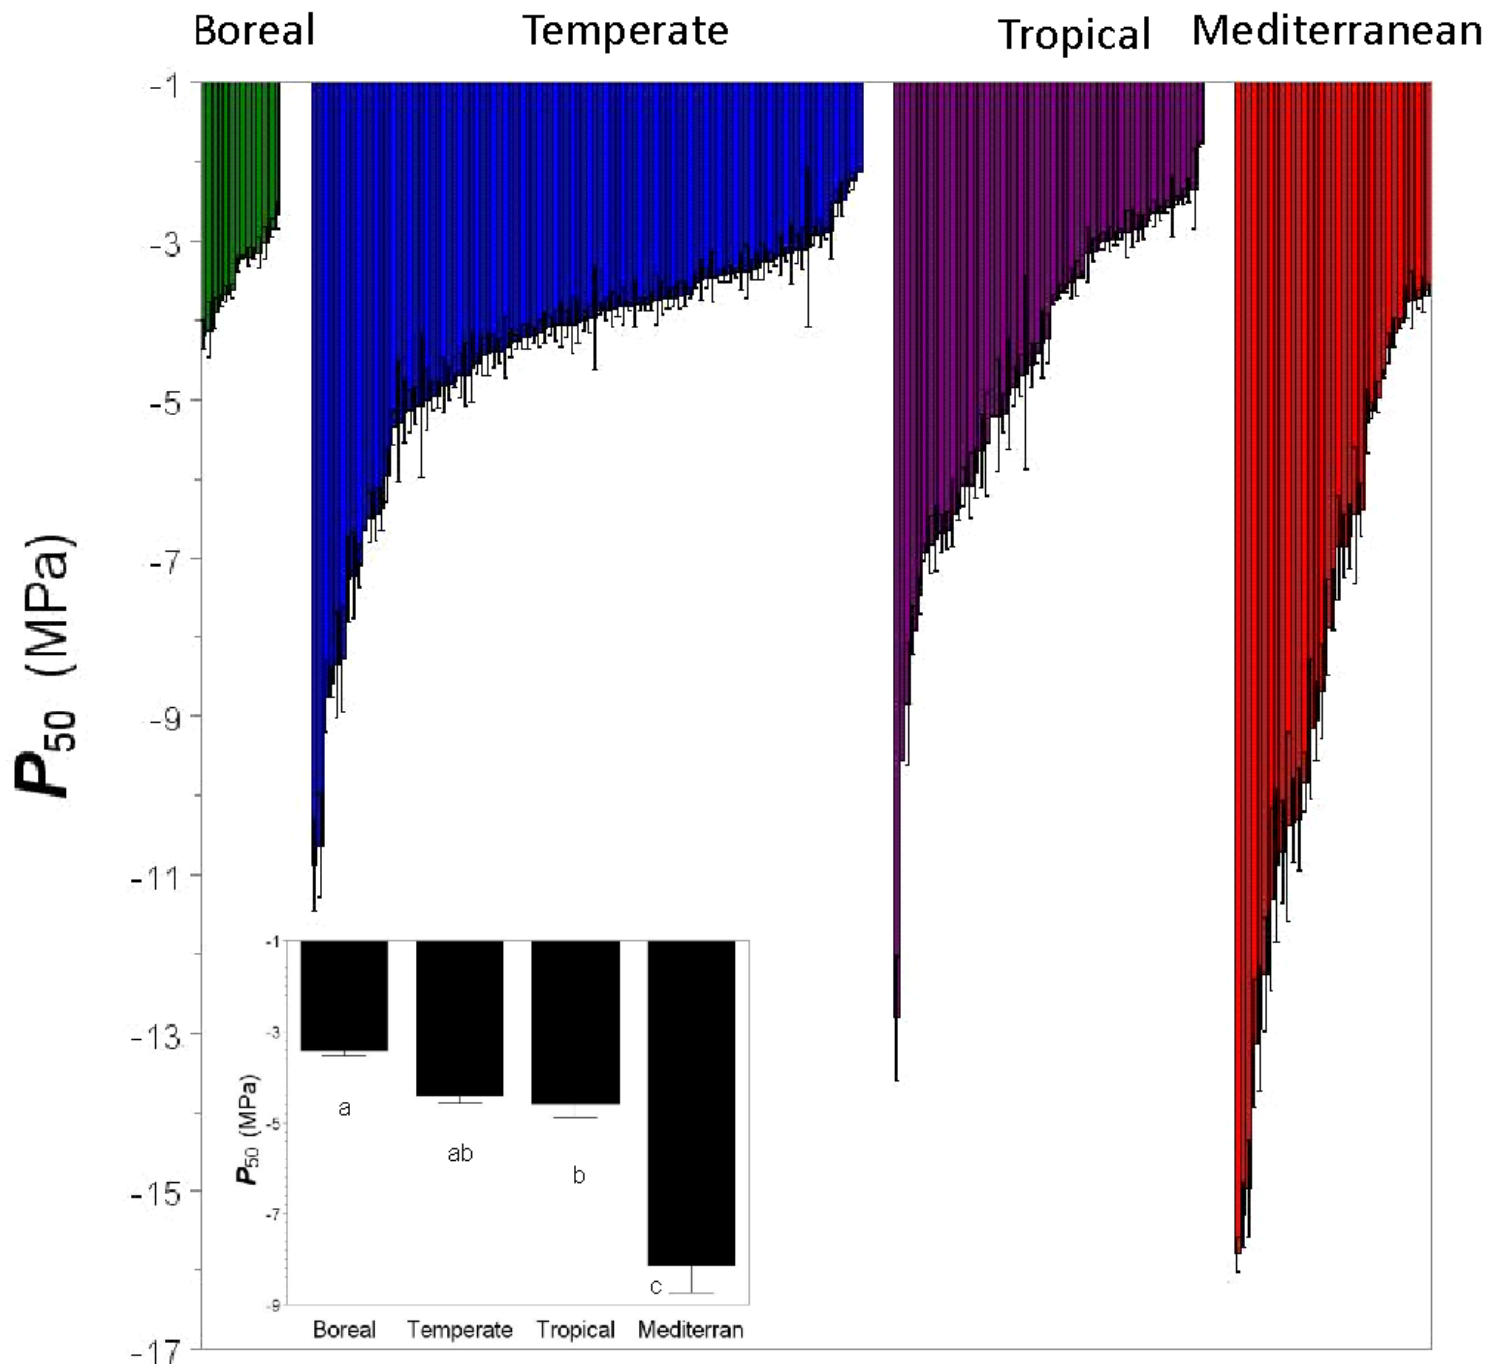 Boreal Temperate Tropical Mediterranean
-1
-3
-5
-7
-9
-11
-13
-15
-17
P50 (MPa)
-1
-3
-5
-7
-9
P50 (MPa)
a
ab
b
c
Boreal Temperate Tropical Mediterran